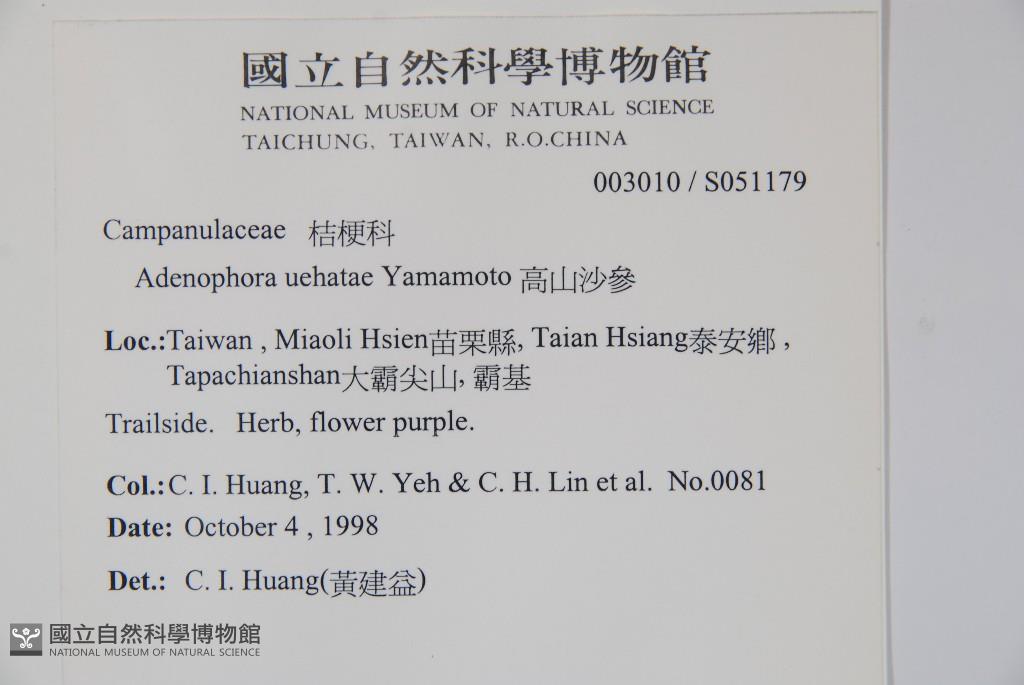 國立自然科學博物館
NATIONAL MUSEUM OF NATURAL SCIENCE
TAICHUNG, TAIWAN, R.O.CHINA
003010 / S051179
Campanulaceae 桔梗科
Adenophora uehatae Yamamoto 高山沙參
Loc.:Taiwan , Miaoli Hsien苗栗縣, Taian Hsiang泰安鄉 ,
Tapachianshan大霸尖山, 霸基
Trailside. Herb, flower purple.
Col.: C. I. Huang, T. W. Yeh & C. H. Lin et al. No.0081
Date: October 4 , 1998
Det.: C. I. Huang(黃建益)
國立自然科學博物館
NATIONAL MUSEUM OF NATURAL SCIENCE